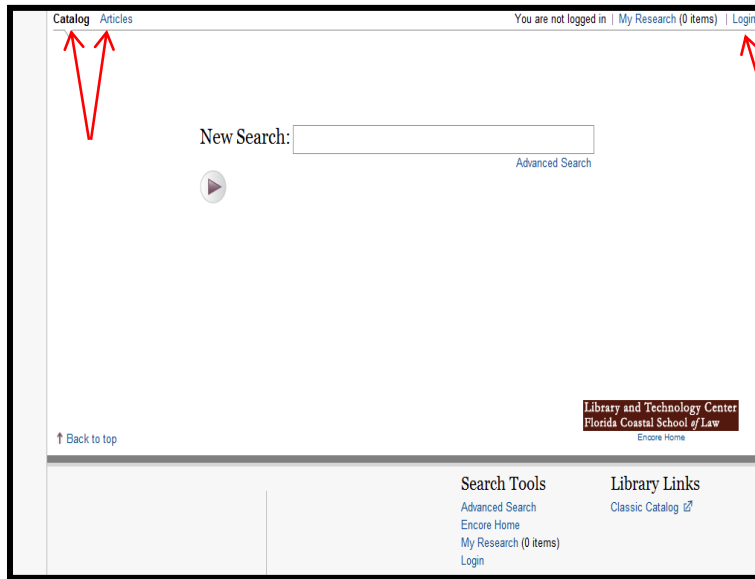 Catalog Articles You are not logged in | My Research (0 items) | Login
New Search:
Advanced Search
Library and Technology Center
Florida Coastal School of Law
Encore Home
Back to top
Search Tools Library Links
Advanced Search Classic Catalog
Encore Home
My Research (0 items)
Login